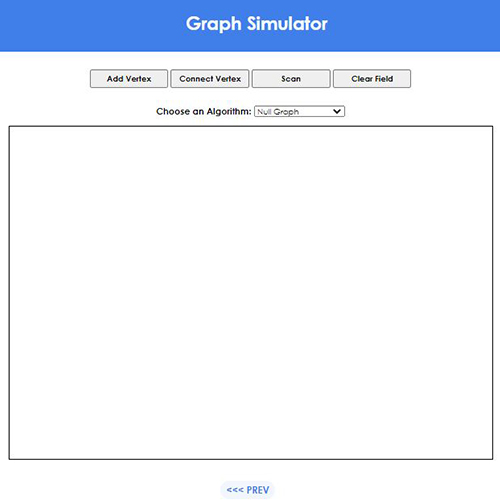 Graph Simulator
Add Vertex Connect Vertex Scan Clear Field
Choose an Algorithm: Null Graph
<<< PREV